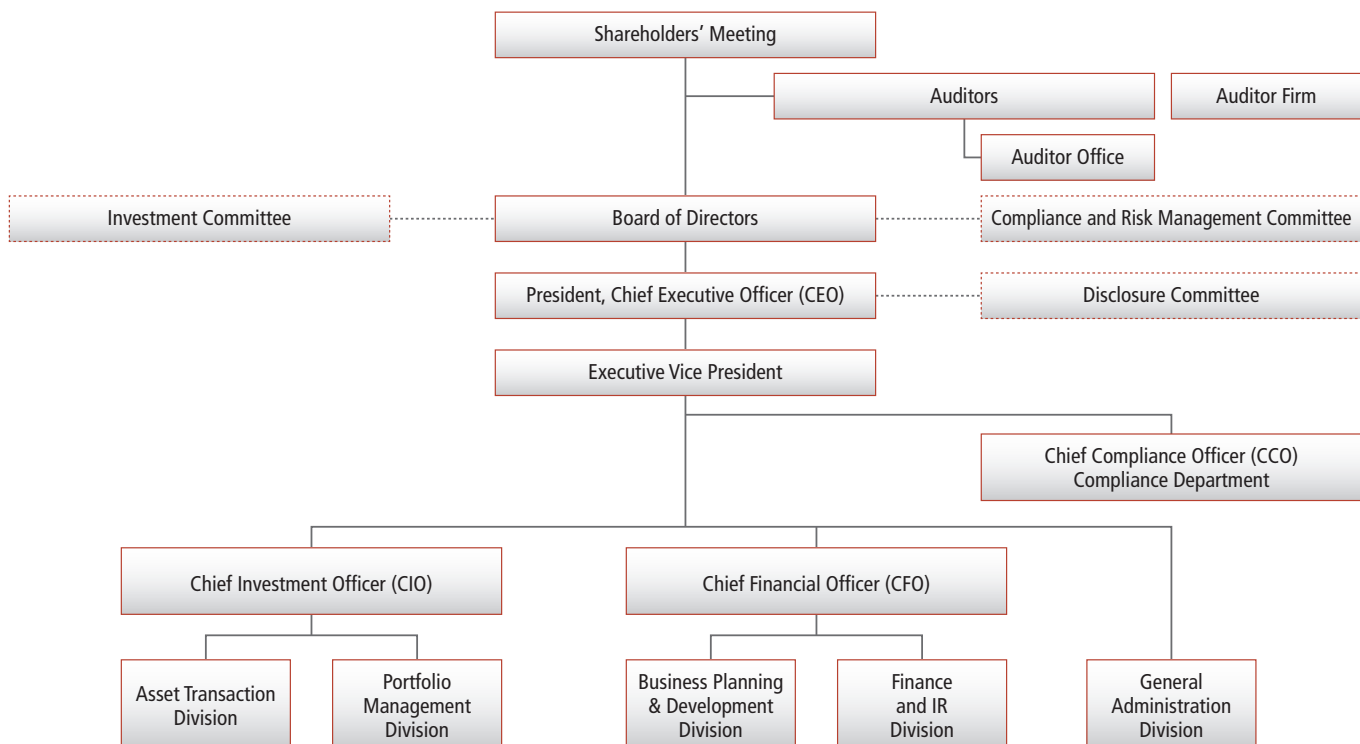 Shareholders’ Meeting
Auditors
Auditor Firm
Auditor Office
Investment Committee
Board of Directors
Compliance and Risk Management Committee
President, Chief Executive Officer (CEO)
Disclosure Committee
Executive Vice President
Chief Compliance Officer (CCO)
Compliance Department
Chief Investment Officer (CIO)
Chief Financial Officer (CFO)
Asset Transaction
Division
Portfolio
Management
Division
Business Planning
& Development
Division
Finance
and IR
Division
General
Administration
Division